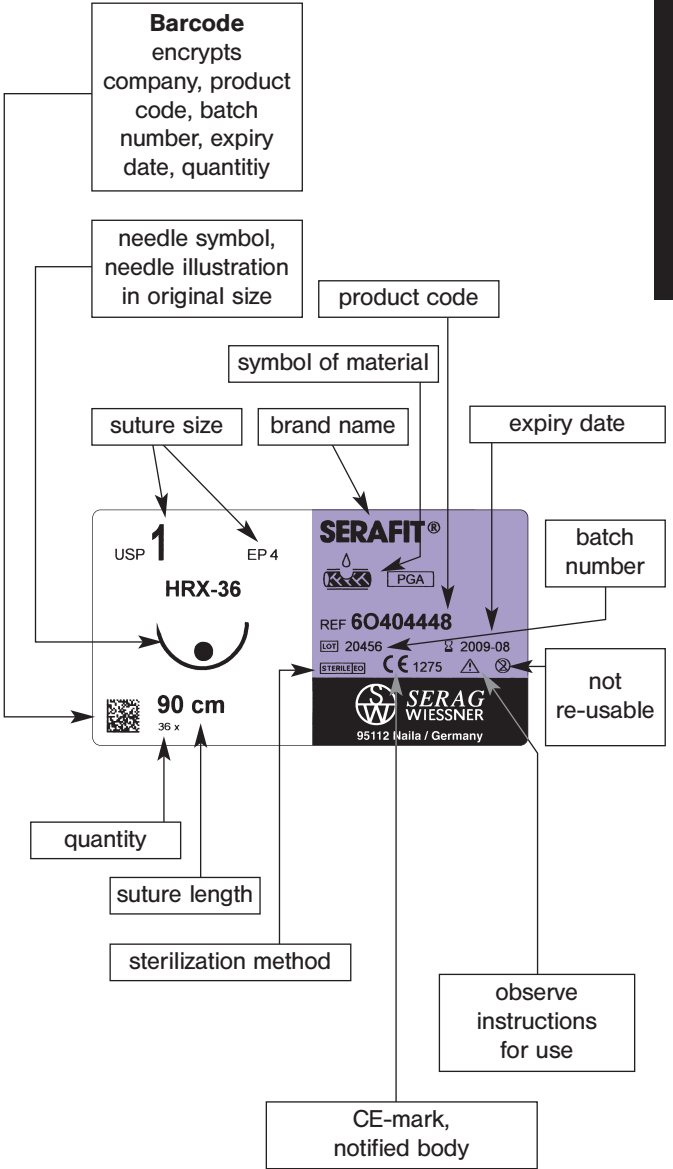 Barcode
encrypts
company, product
code, batch
number, expiry
date, quantitiy
needle symbol,
needle illustration
in original size
product code
symbol of material
suture size
brand name
expiry date
batch
number
not
re-usable
USP 1
EP 4
HRX-36
90 cm
36 x
SERAFIT®
PGA
REF 6O404448
LOT 20456
2009-08
STERILE EO
CE 1275
SW
SERAG
WIESSNER
95112 Naila / Germany
quantity
suture length
sterilization method
observe
instructions
for use
CE-mark,
notified body